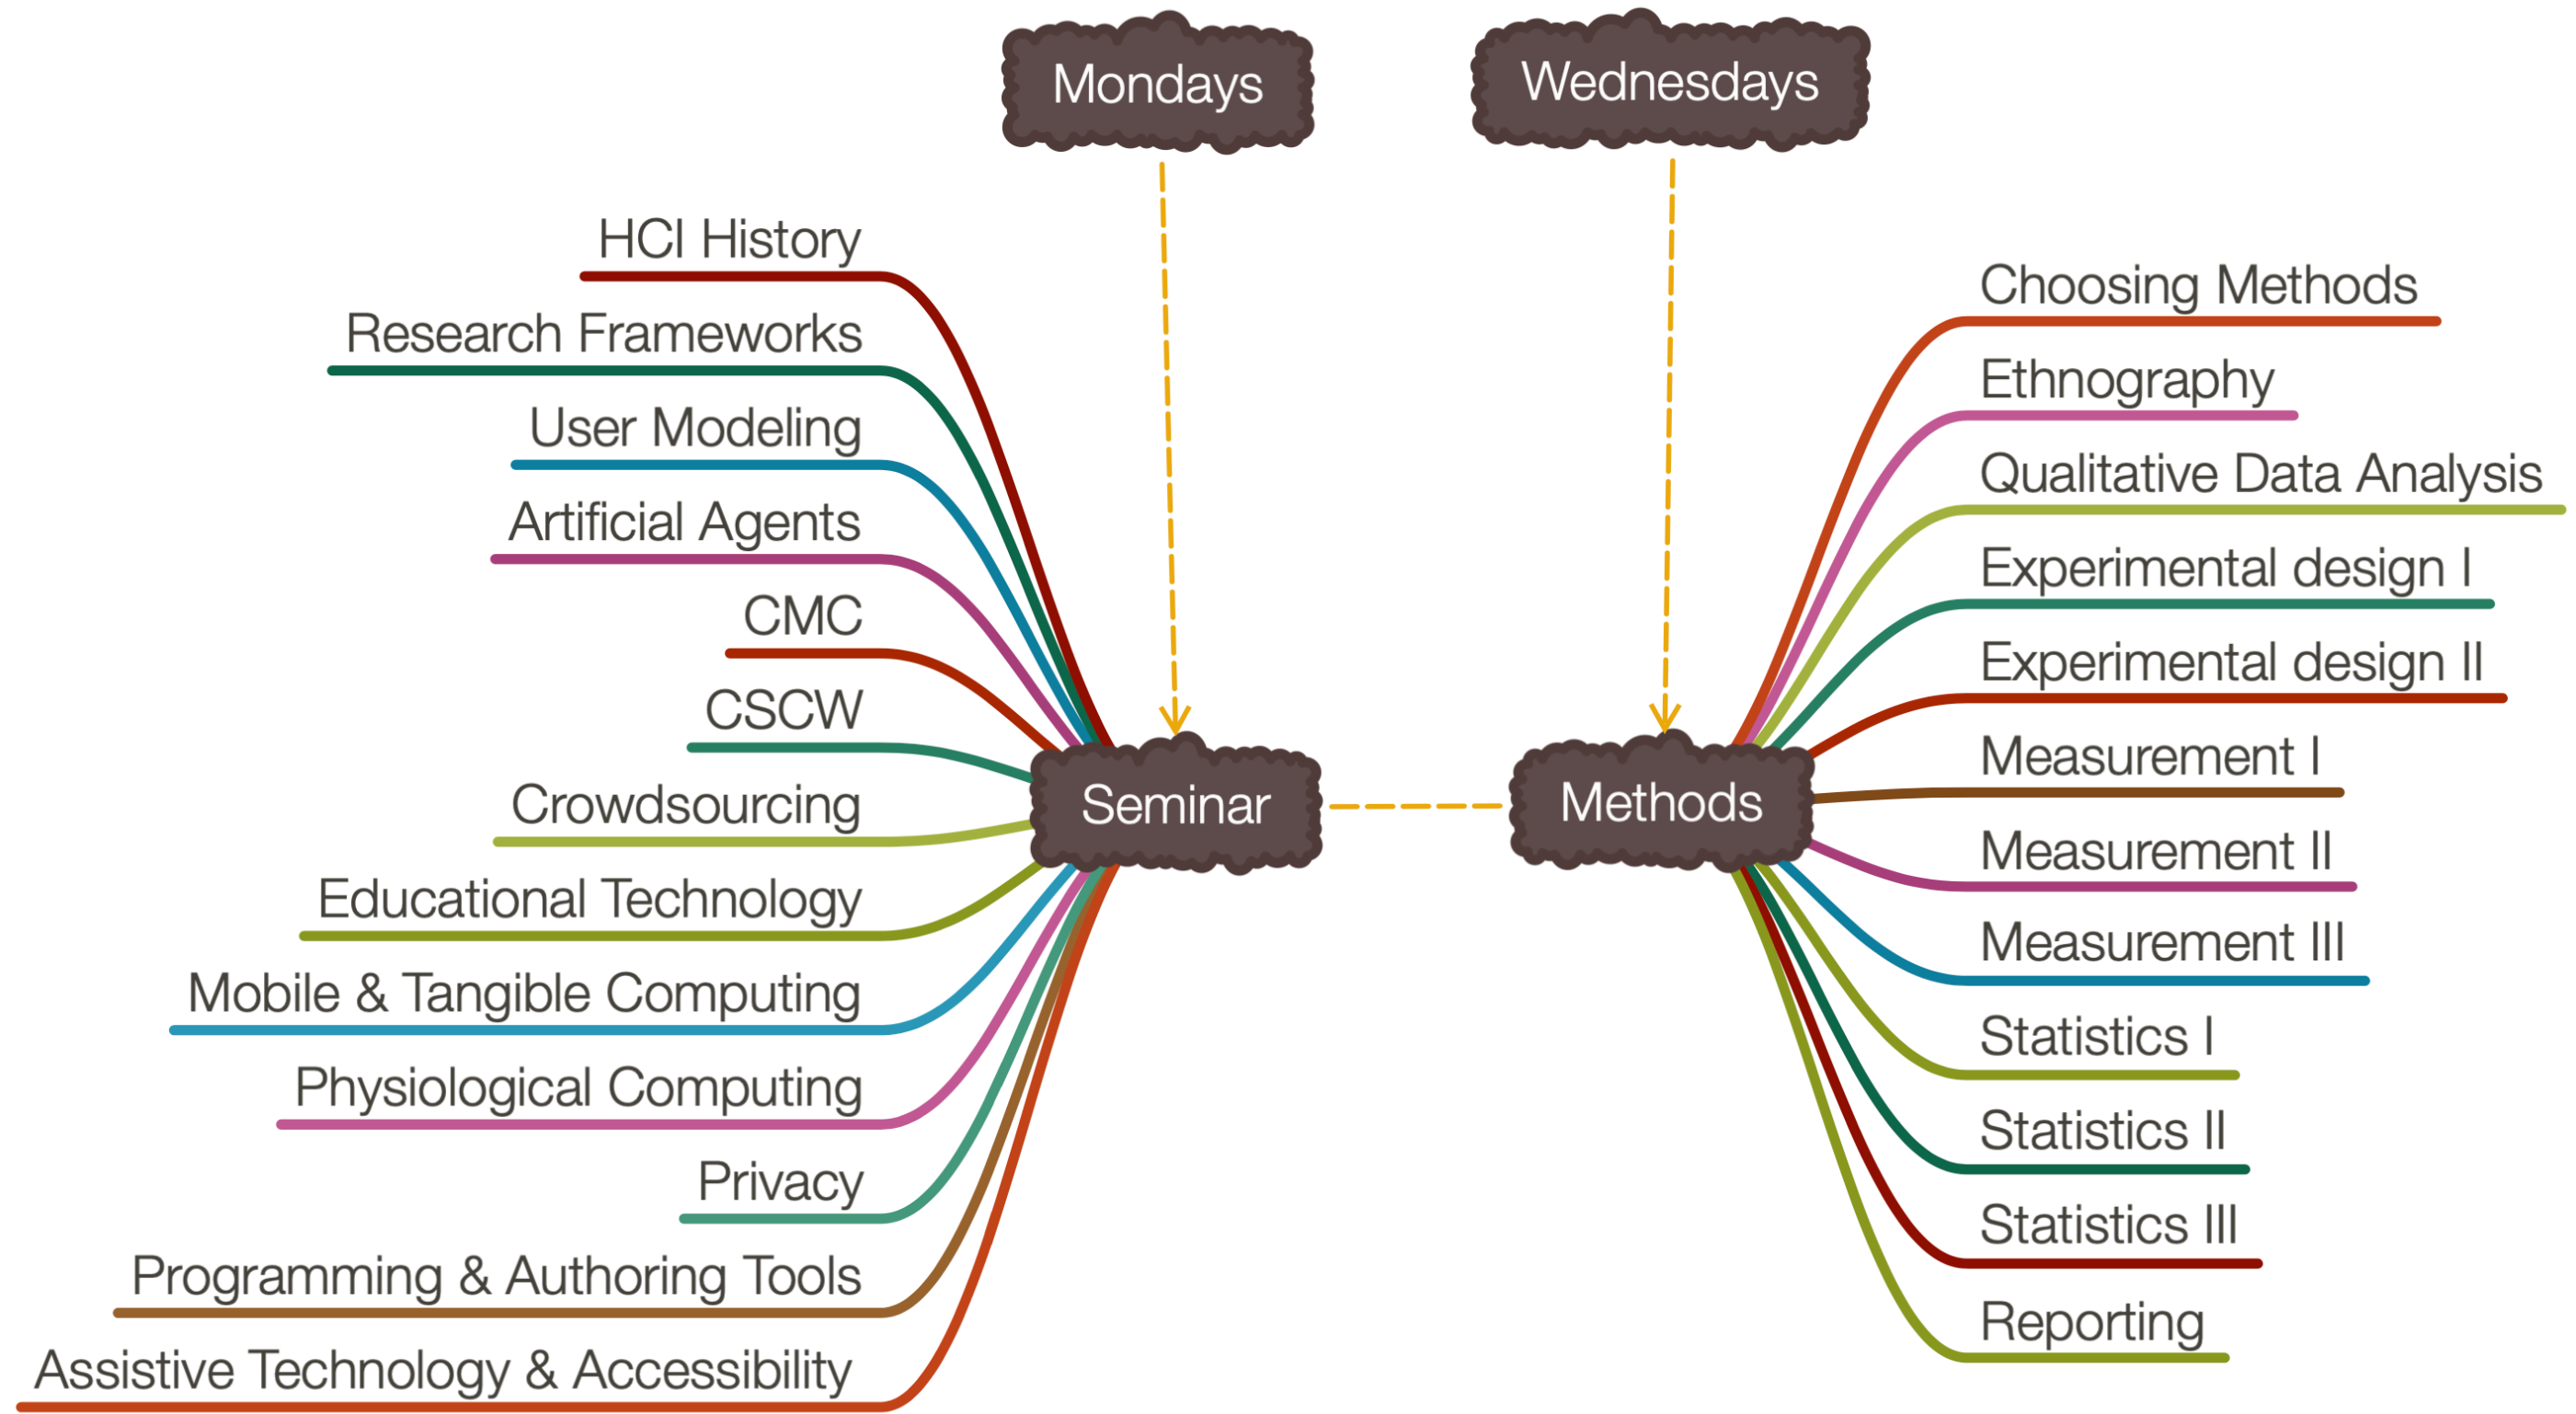 Mondays
Wednesdays
HCI History
Research Frameworks
User Modeling
Artificial Agents
CMC
CSCW
Crowdsourcing
Educational Technology
Mobile & Tangible Computing
Physiological Computing
Privacy
Programming & Authoring Tools
Assistive Technology & Accessibility
Seminar
Methods
Choosing Methods
Ethnography
Qualitative Data Analysis
Experimental design I
Experimental design II
Measurement I
Measurement II
Measurement III
Statistics I
Statistics II
Statistics III
Reporting